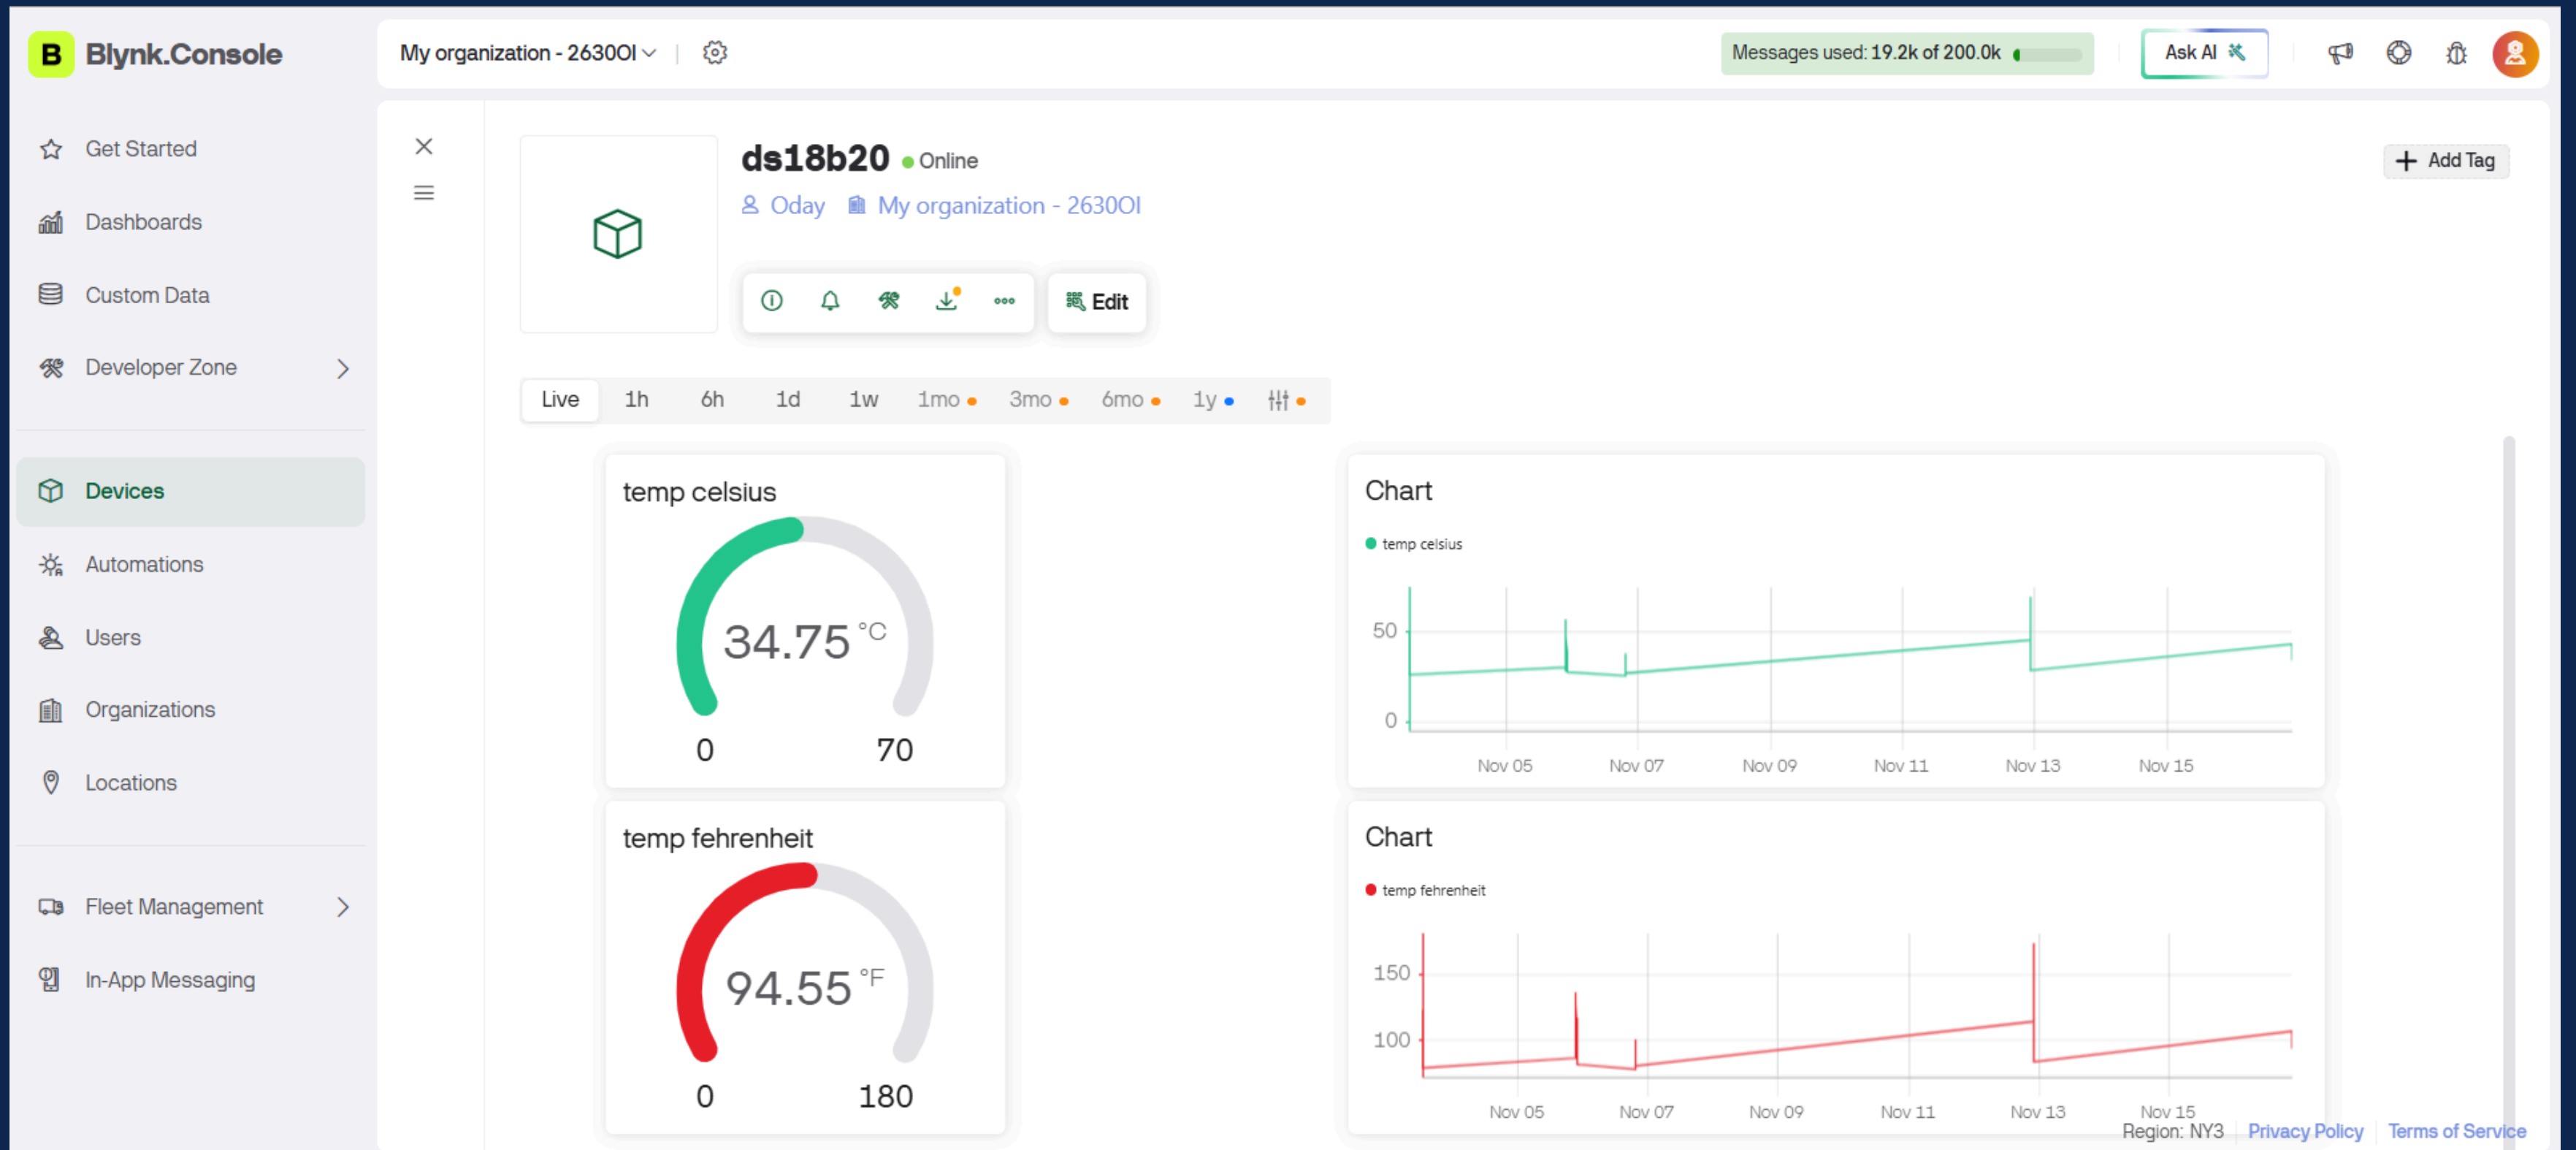 B Blynk.Console
My organization - 2630OI
Messages used: 19.2k of 200.0k
Ask AI
Get Started
Dashboards
Custom Data
Developer Zone
Devices
Automations
Users
Organizations
Locations
Fleet Management
In-App Messaging
ds18b20 Online
Add Tag
Oday My organization - 2630OI
Edit
Live 1h 6h 1d 1w 1mo 3mo 6mo 1y
temp celsius
34.75 °C
0 70
Chart
temp celsius
50
0
Nov 05 Nov 07 Nov 09 Nov 11 Nov 13 Nov 15
temp fehrenheit
94.55 °F
0 180
Chart
temp fehrenheit
150
100
Nov 05 Nov 07 Nov 09 Nov 11 Nov 13 Nov 15
Region: NY3 Privacy Policy Terms of Service